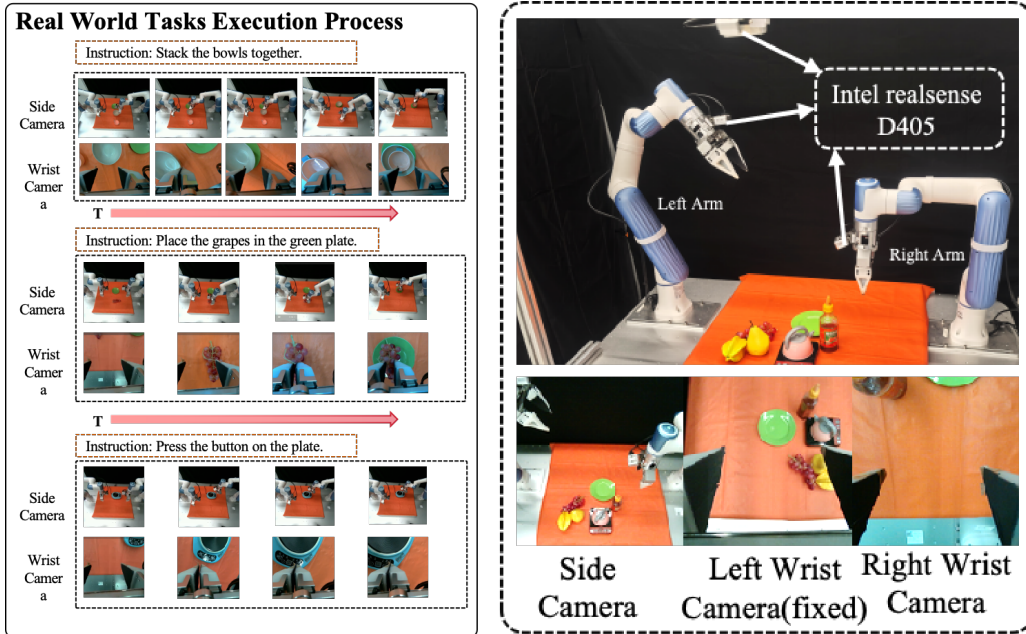 Real World Tasks Execution Process
Instruction: Stack the bowls together.
Side
Camera
Wrist
Camer
a
T
Instruction: Place the grapes in the green plate.
Side
Camera
Wrist
Camer
a
T
Instruction: Press the button on the plate.
Side
Camera
Wrist
Camer
a
Intel realsense
D405
Left Arm
Right Arm
Side
Camera
Left Wrist
Camera(fixed)
Right Wrist
Camera